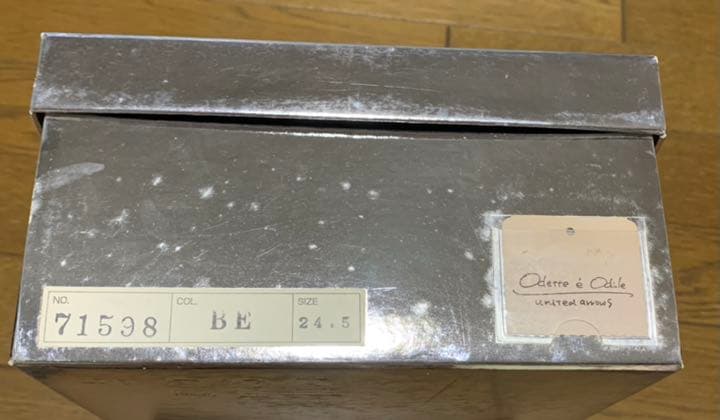 NO.
71598
COL.
BE
SIZE
24.5
Odette é Odile
united arrows